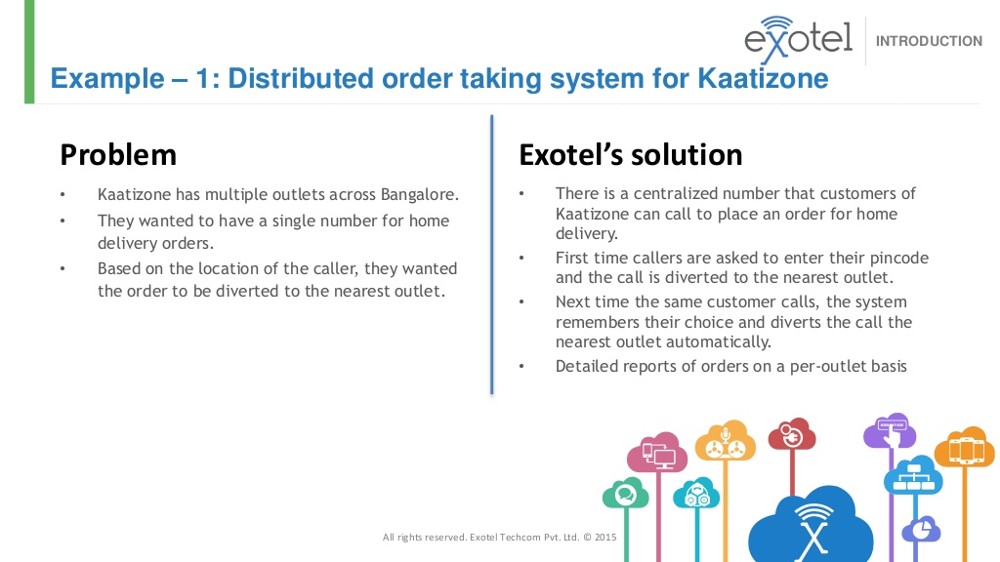 exotel
INTRODUCTION
Example – 1: Distributed order taking system for Kaatizone
Problem
• Kaatizone has multiple outlets across Bangalore.
• They wanted to have a single number for home
delivery orders.
• Based on the location of the caller, they wanted
the order to be diverted to the nearest outlet.
Exotel’s solution
• There is a centralized number that customers of
Kaatizone can call to place an order for home
delivery.
• First time callers are asked to enter their pincode
and the call is diverted to the nearest outlet.
• Next time the same customer calls, the system
remembers their choice and diverts the call the
nearest outlet automatically.
• Detailed reports of orders on a per-outlet basis
All rights reserved. Exotel Techcom Pvt. Ltd. © 2015